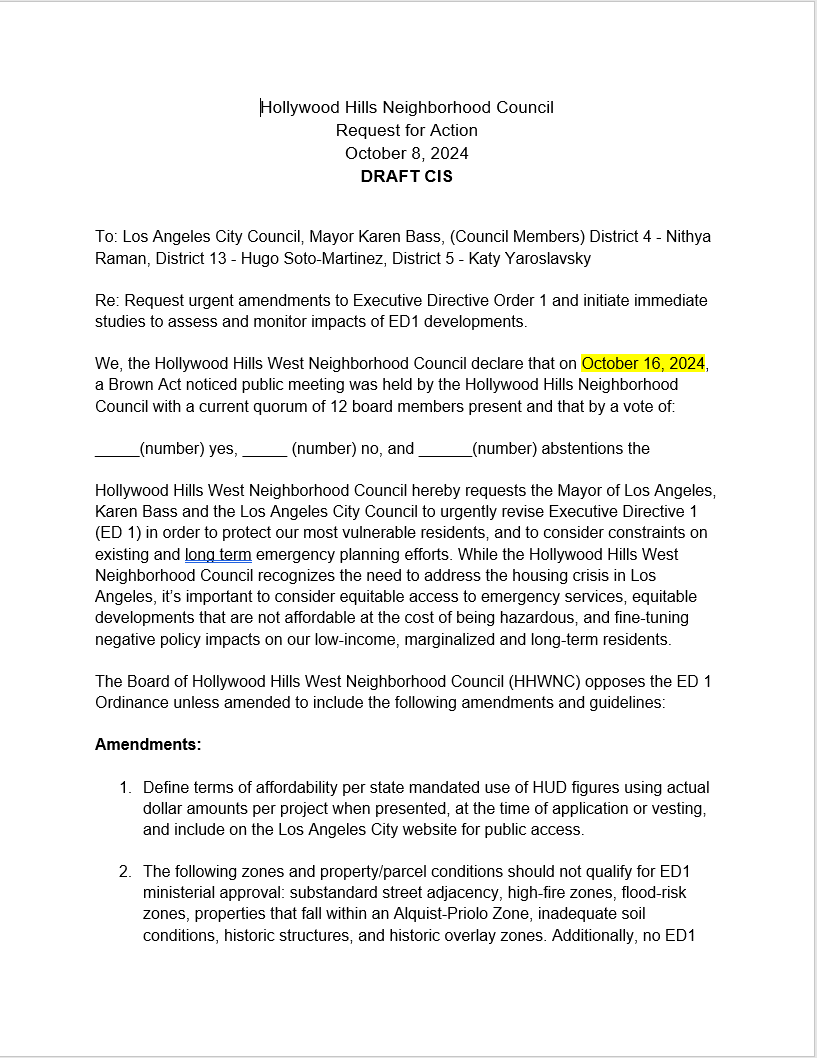 Hollywood Hills Neighborhood Council
Request for Action
October 8, 2024
DRAFT CIS
To: Los Angeles City Council, Mayor Karen Bass, (Council Members) District 4 - Nithya
Raman, District 13 - Hugo Soto-Martinez, District 5 - Katy Yaroslavsky
Re: Request urgent amendments to Executive Directive Order 1 and initiate immediate
studies to assess and monitor impacts of ED1 developments.
We, the Hollywood Hills West Neighborhood Council declare that on October 16, 2024,
a Brown Act noticed public meeting was held by the Hollywood Hills Neighborhood
Council with a current quorum of 12 board members present and that by a vote of:
_____(number) yes, _____ (number) no, and ______(number) abstentions the
Hollywood Hills West Neighborhood Council hereby requests the Mayor of Los Angeles,
Karen Bass and the Los Angeles City Council to urgently revise Executive Directive 1
(ED 1) in order to protect our most vulnerable residents, and to consider constraints on
existing and long term emergency planning efforts. While the Hollywood Hills West
Neighborhood Council recognizes the need to address the housing crisis in Los
Angeles, it's important to consider equitable access to emergency services, equitable
developments that are not affordable at the cost of being hazardous, and fine-tuning
negative policy impacts on our low-income, marginalized and long-term residents.
The Board of Hollywood Hills West Neighborhood Council (HHWNC) opposes the ED 1
Ordinance unless amended to include the following amendments and guidelines:
Amendments:
1. Define terms of affordability per state mandated use of HUD figures using actual
dollar amounts per project when presented, at the time of application or vesting,
and include on the Los Angeles City website for public access.
2. The following zones and property/parcel conditions should not qualify for ED1
ministerial approval: substandard street adjacency, high-fire zones, flood-risk
zones, properties that fall within an Alquist-Priolo Zone, inadequate soil
conditions, historic structures, and historic overlay zones. Additionally, no ED1